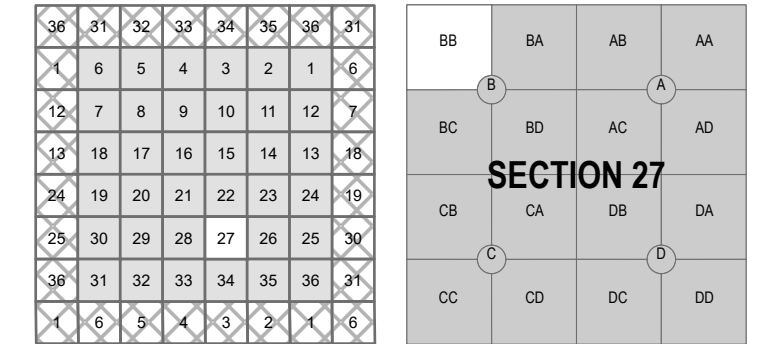 36 31 32 33 34 35 36 31
1 6 5 4 3 2 1 6
12 7 8 9 10 11 12 7
13 18 17 16 15 14 13 18
24 19 20 21 22 23 24 19
25 30 29 28 27 26 25 30
36 31 32 33 34 35 36 31
1 6 5 4 3 2 1 6
BB BA AB AA
B A
BC BD AC AD
SECTION 27
CB CA DB DA
C D
CC CD DC DD